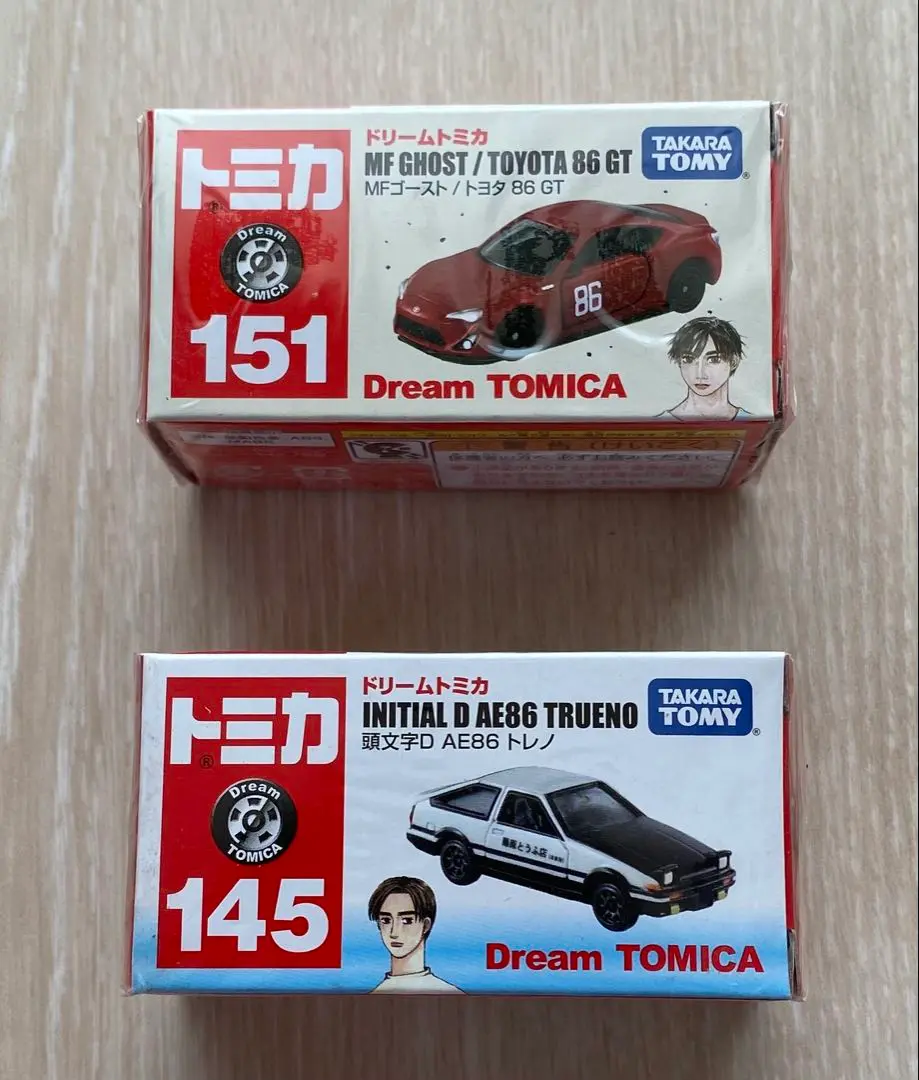 トミカ
®
Dream
TOMICA
151
ドリームトミカ
MF GHOST / TOYOTA 86 GT
MFゴースト / トヨタ 86 GT
TAKARA
TOMY
®
86
Dream TOMICA
トミカ
®
Dream
TOMICA
145
ドリームトミカ
INITIAL D AE86 TRUENO
頭文字D AE86 トレノ
TAKARA
TOMY
®
藤原とうふ店
Dream TOMICA